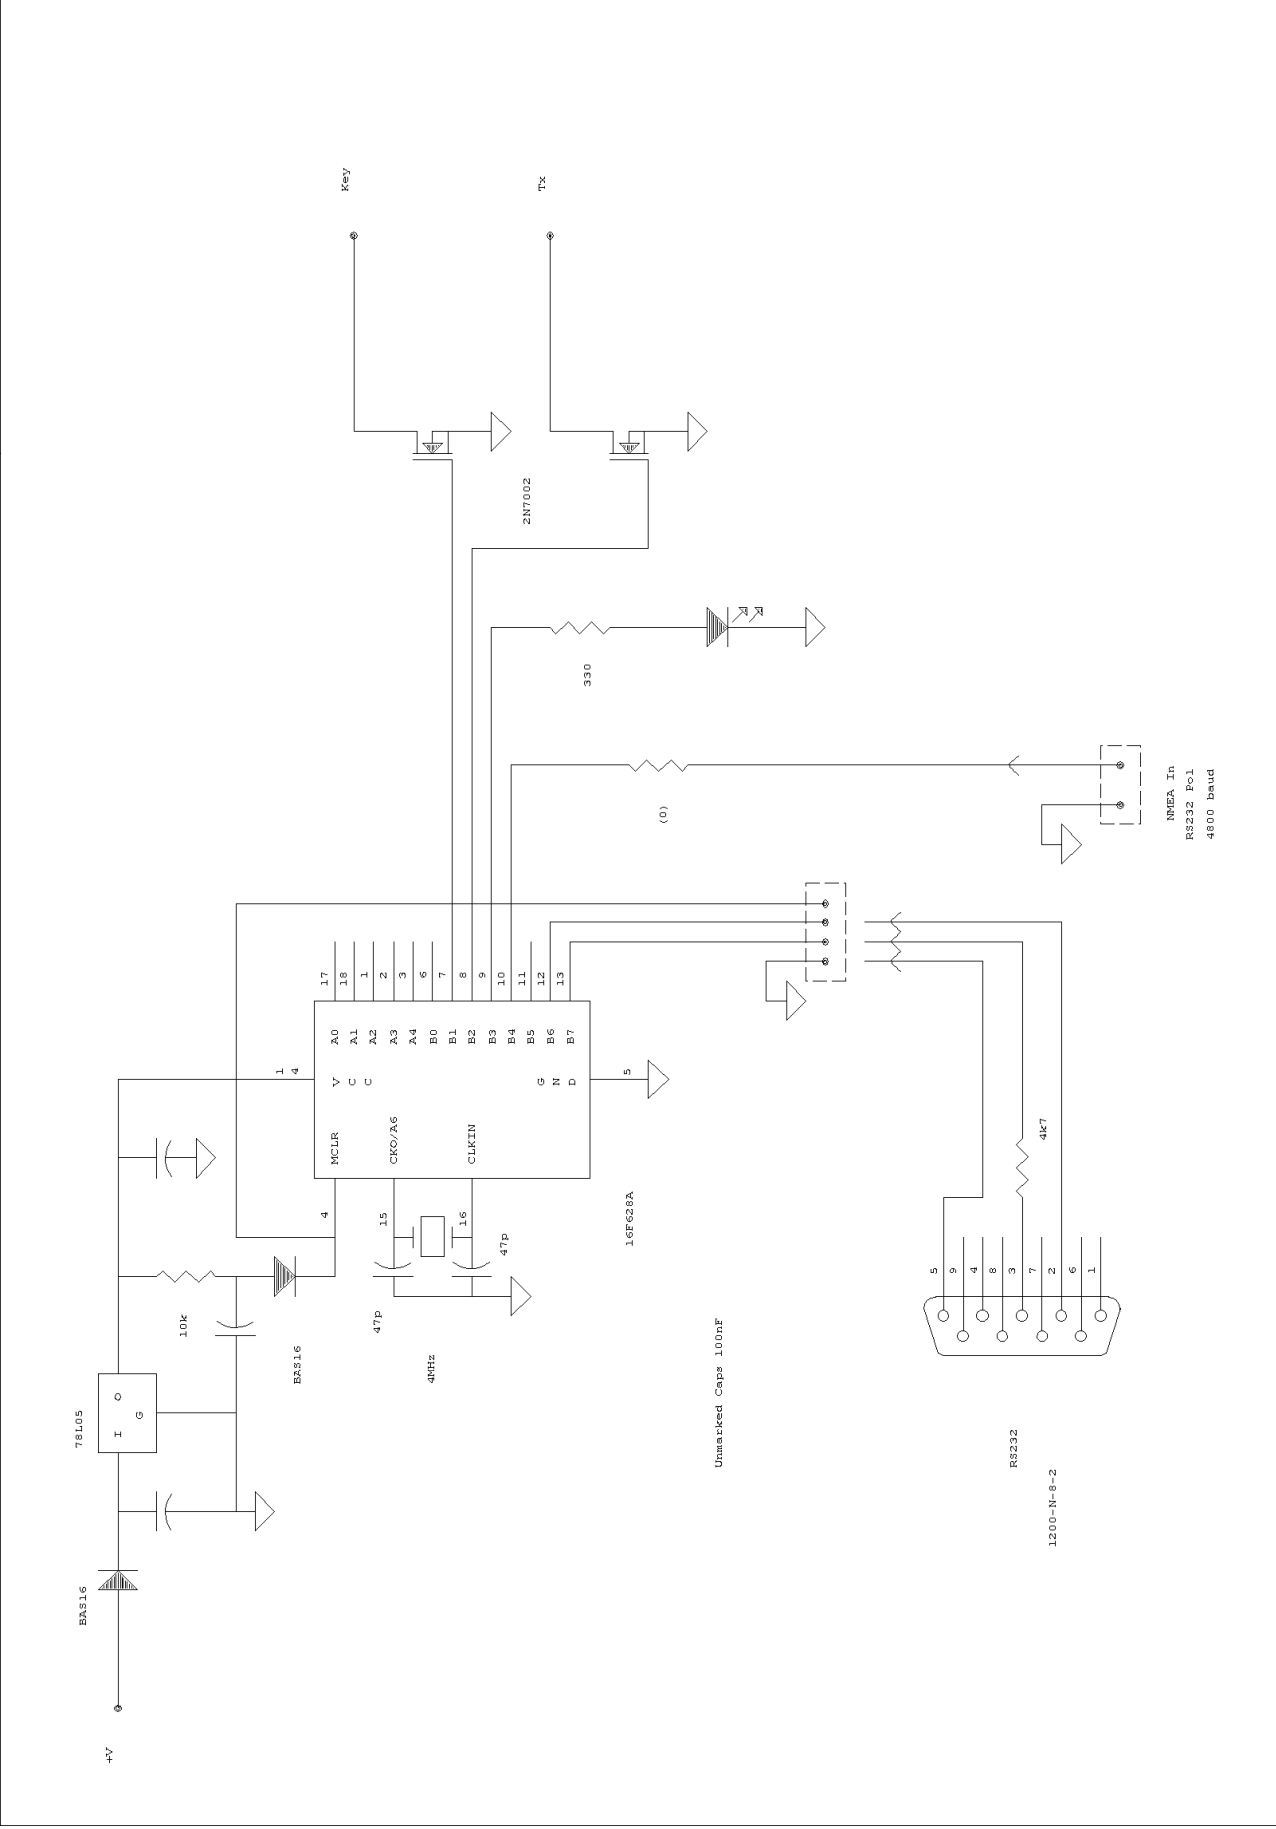 Key
Tx
2N7002
330
(0)
NMEA In
RS232 Pol
4800 baud
17
18
1
2
3
6
7
8
9
10
11
12
13
A0
A1
A2
A3
A4
B0
B1
B2
B3
B4
B5
B6
B7
1 4
VCC
GND
5
MCLR
CKO/A6
CLKIN
4
15
16
16F628A
47p
47p
4MHz
10k
BAS16
78L05
I
O
G
BAS16
+V
Unmarked Caps 100nF
4k7
5
9
4
8
3
7
2
6
1
RS232
1200-N-8-2